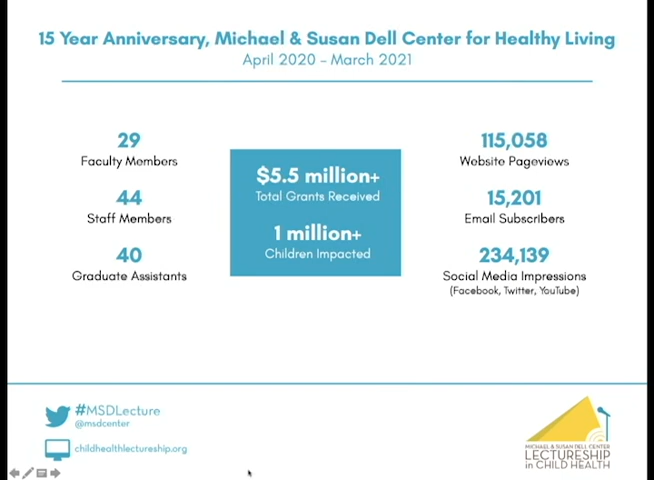 15 Year Anniversary, Michael & Susan Dell Center for Healthy Living
April 2020 – March 2021
29
Faculty Members
44
Staff Members
40
Graduate Assistants
$5.5 million+
Total Grants Received
1 million+
Children Impacted
115,058
Website Pageviews
15,201
Email Subscribers
234,139
Social Media Impressions
(Facebook, Twitter, YouTube)
#MSDLecture
@msdcenter
childhealthlectureship.org
MICHAEL & SUSAN DELL CENTER
LECTURESHIP
in CHILD HEALTH